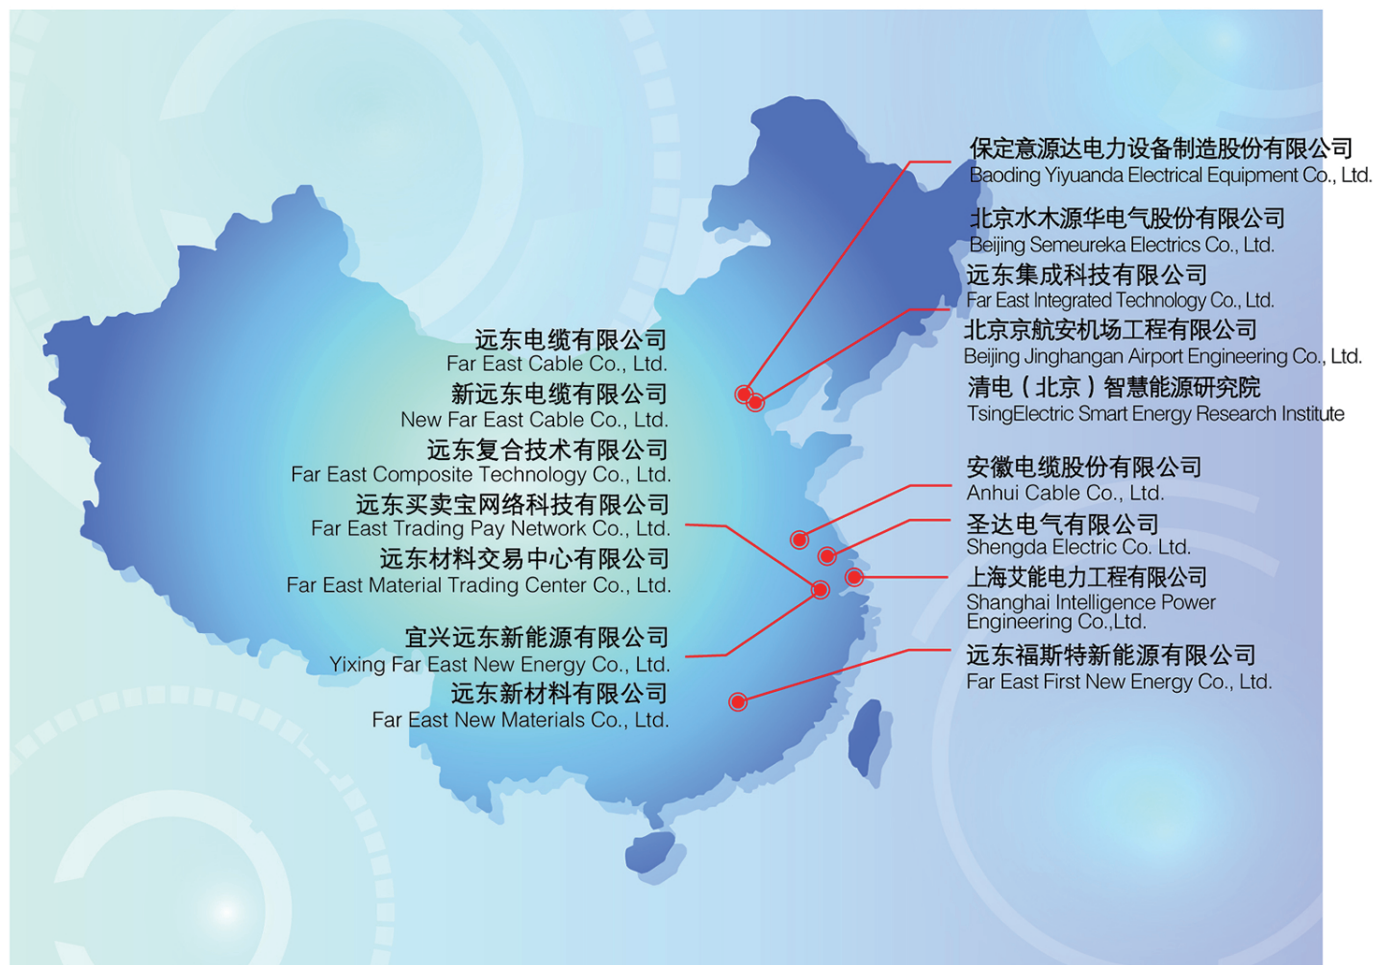 远东电缆有限公司
Far East Cable Co., Ltd.
新远东电缆有限公司
New Far East Cable Co., Ltd.
远东复合技术有限公司
Far East Composite Technology Co., Ltd.
远东买卖宝网络科技有限公司
Far East Trading Pay Network Co., Ltd.
远东材料交易中心有限公司
Far East Material Trading Center Co., Ltd.
宜兴远东新能源有限公司
Yixing Far East New Energy Co., Ltd.
远东新材料有限公司
Far East New Materials Co., Ltd.
保定意源达电力设备制造股份有限公司
Baoding Yiyuanda Electrical Equipment Co., Ltd.
北京水木源华电气股份有限公司
Beijing Semeureka Electrics Co., Ltd.
远东集成科技有限公司
Far East Integrated Technology Co., Ltd.
北京京航安机场工程有限公司
Beijing Jinghangan Airport Engineering Co., Ltd.
清电（北京）智慧能源研究院
TsingElectric Smart Energy Research Institute
安徽电缆股份有限公司
Anhui Cable Co., Ltd.
圣达电气有限公司
Shengda Electric Co. Ltd.
上海艾能电力工程有限公司
Shanghai Intelligence Power
Engineering Co.,Ltd.
远东福斯特新能源有限公司
Far East First New Energy Co., Ltd.